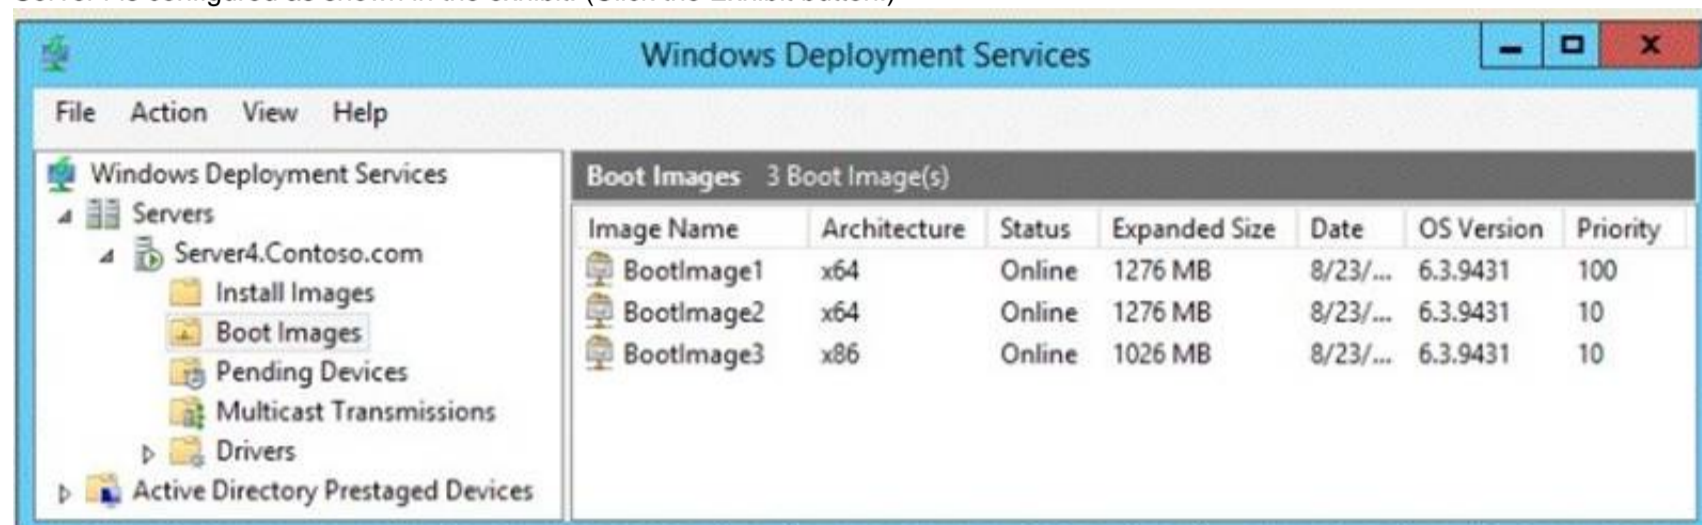 Windows Deployment Services
File Action View Help
Windows Deployment Services
Servers
Server4.Contoso.com
Install Images
Boot Images
Pending Devices
Multicast Transmissions
Drivers
Active Directory Prestaged Devices
Boot Images 3 Boot Image(s)
Image Name Architecture Status Expanded Size Date OS Version Priority
BootImage1 x64 Online 1276 MB 8/23/... 6.3.9431 100
BootImage2 x64 Online 1276 MB 8/23/... 6.3.9431 10
BootImage3 x86 Online 1026 MB 8/23/... 6.3.9431 10